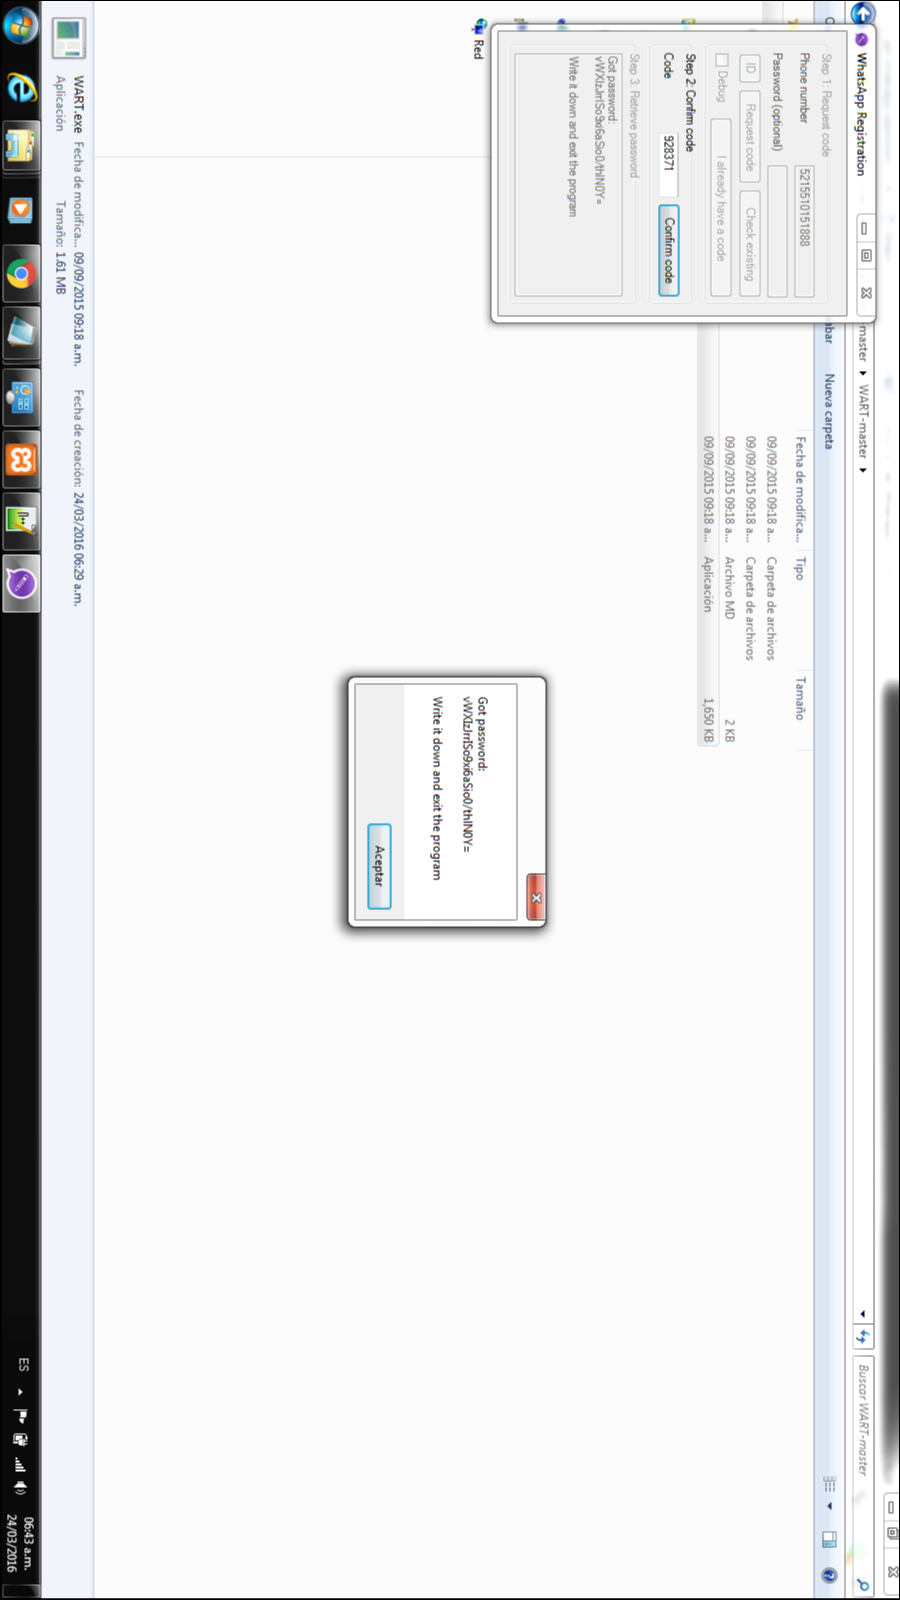 WhatsApp Registration
Step 1: Request code
Phone number
5215510151888
Password (optional)
ID
Request code
Check existing
Debug
I already have a code
Step 2: Confirm code
Code
928371
Confirm code
Step 3: Retrieve password
Got password:
vWXIzJrrISo9xi6aSio0/thIN0Y=
Write it down and exit the program
-master ▸ WART-master ▸
Buscar WART-master
Nueva carpeta
Fecha de modifica...
Tipo
Tamaño
09/09/2015 09:18 a... Carpeta de archivos
09/09/2015 09:18 a... Carpeta de archivos
09/09/2015 09:18 a... Archivo MD 2 KB
09/09/2015 09:18 a... Aplicación 1,650 KB
Red
Got password:
vWXIzJrrISo9xi6aSio0/thIN0Y=
Write it down and exit the program
Aceptar
WART.exe Fecha de modifica... 09/09/2015 09:18 a.m. Fecha de creación: 24/03/2016 06:29 a.m.
Aplicación Tamaño: 1.61 MB
ES
06:43 a.m.
24/03/2016